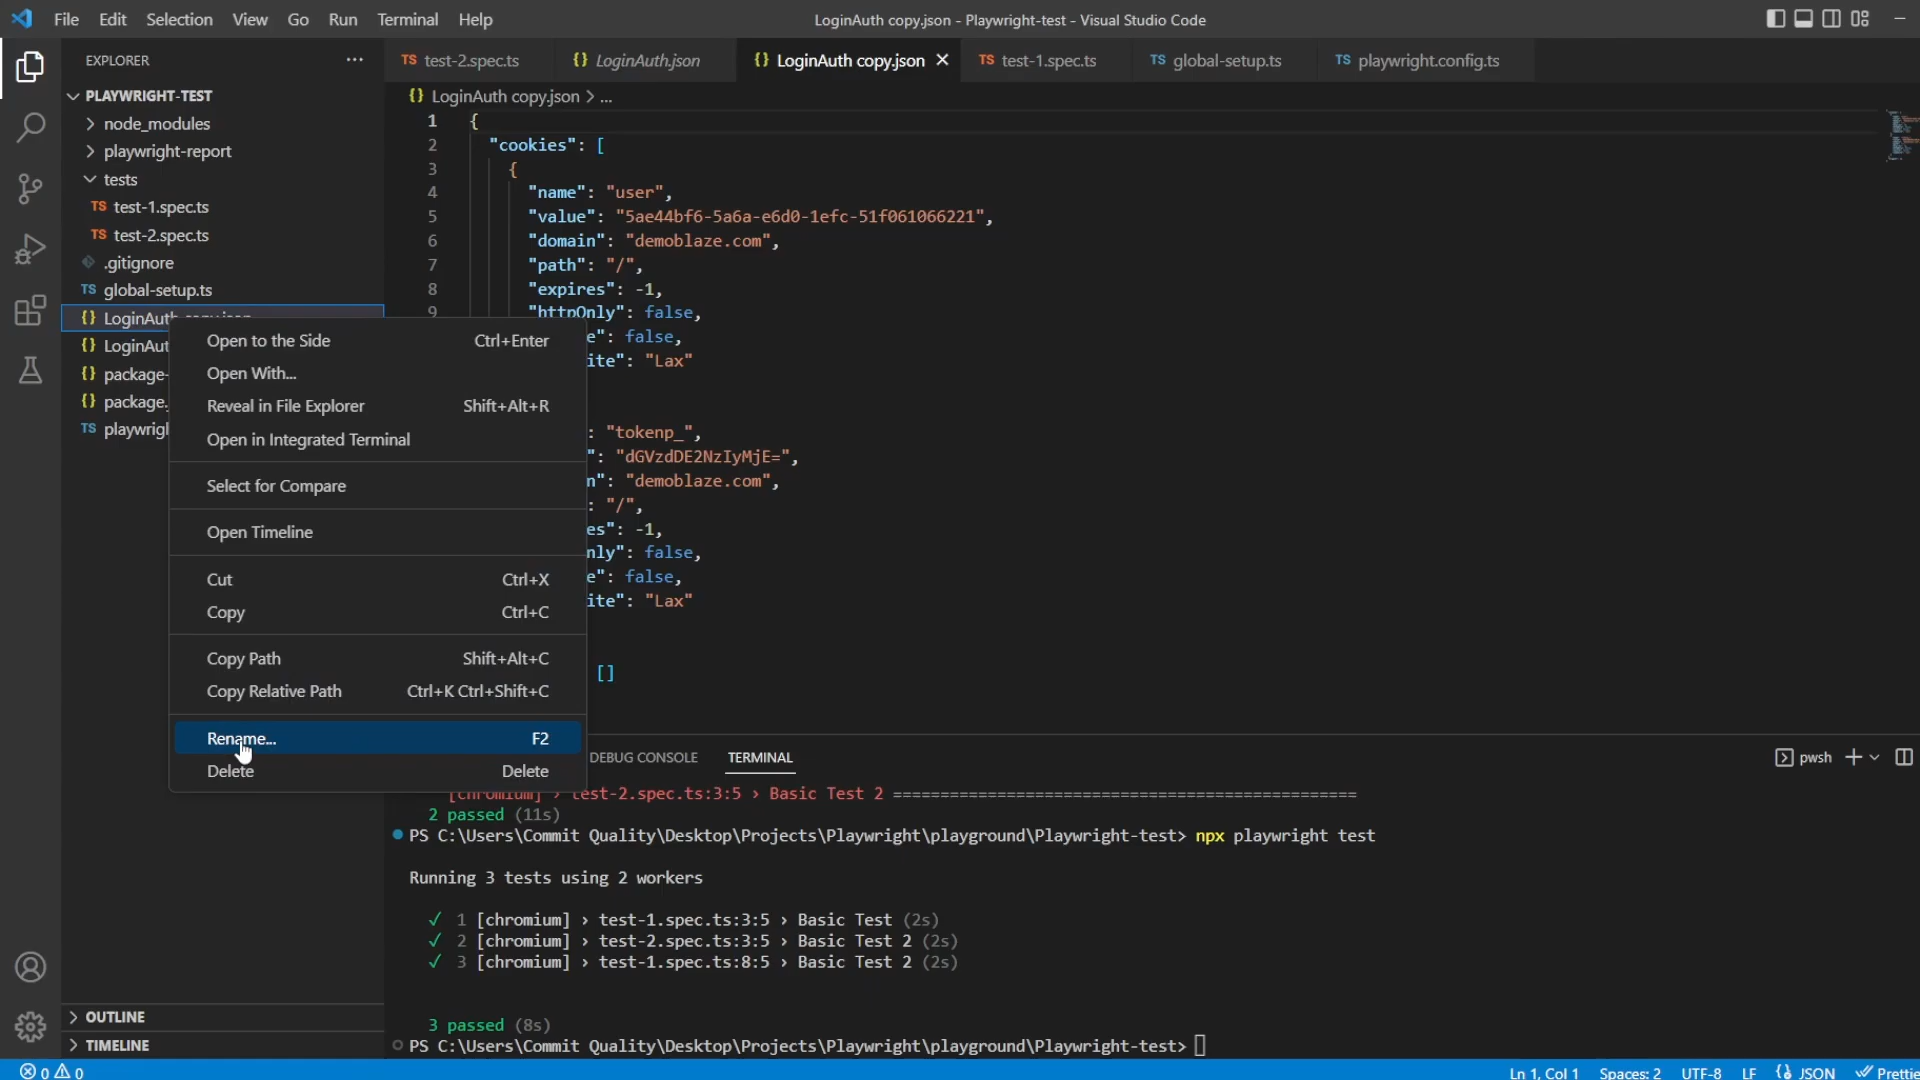 File Edit Selection View Go Run Terminal Help
LoginAuth copy.json - Playwright-test - Visual Studio Code
EXPLORER
TS test-2.spec.ts
{} LoginAuth.json
{} LoginAuth copy.json
TS test-1.spec.ts
TS global-setup.ts
TS playwright.config.ts
PLAYWRIGHT-TEST
node_modules
playwright-report
tests
TS test-1.spec.ts
TS test-2.spec.ts
.gitignore
TS global-setup.ts
{} LoginAuth copy.json
{} LoginAut
{} package-
{} package.
TS playwrigh
{} LoginAuth copy.json > ...
1 {
2 "cookies": [
3 {
4 "name": "user",
5 "value": "5ae44bf6-5a6a-e6d0-1efc-51f061066221",
6 "domain": "demoblaze.com",
7 "path": "/",
8 "expires": -1,
9 "httpOnly": false,
e": false,
ite": "Lax"
: "tokenp_",
": "dGVzdDE2NzIyMjE=",
n": "demoblaze.com",
: "/",
es": -1,
nly": false,
e": false,
ite": "Lax"
[]
Open to the Side Ctrl+Enter
Open With...
Reveal in File Explorer Shift+Alt+R
Open in Integrated Terminal
Select for Compare
Open Timeline
Cut Ctrl+X
Copy Ctrl+C
Copy Path Shift+Alt+C
Copy Relative Path Ctrl+K Ctrl+Shift+C
Rename... F2
Delete Delete
DEBUG CONSOLE TERMINAL
pwsh
[chromium] › test-2.spec.ts:3:5 › Basic Test 2 ================================================
2 passed (11s)
PS C:\Users\Commit Quality\Desktop\Projects\Playwright\playground\Playwright-test> npx playwright test
Running 3 tests using 2 workers
✓ 1 [chromium] › test-1.spec.ts:3:5 › Basic Test (2s)
✓ 2 [chromium] › test-2.spec.ts:3:5 › Basic Test 2 (2s)
✓ 3 [chromium] › test-1.spec.ts:8:5 › Basic Test 2 (2s)
3 passed (8s)
PS C:\Users\Commit Quality\Desktop\Projects\Playwright\playground\Playwright-test>
OUTLINE
TIMELINE
0 0
Ln 1, Col 1 Spaces: 2 UTF-8 LF {} JSON Prettie